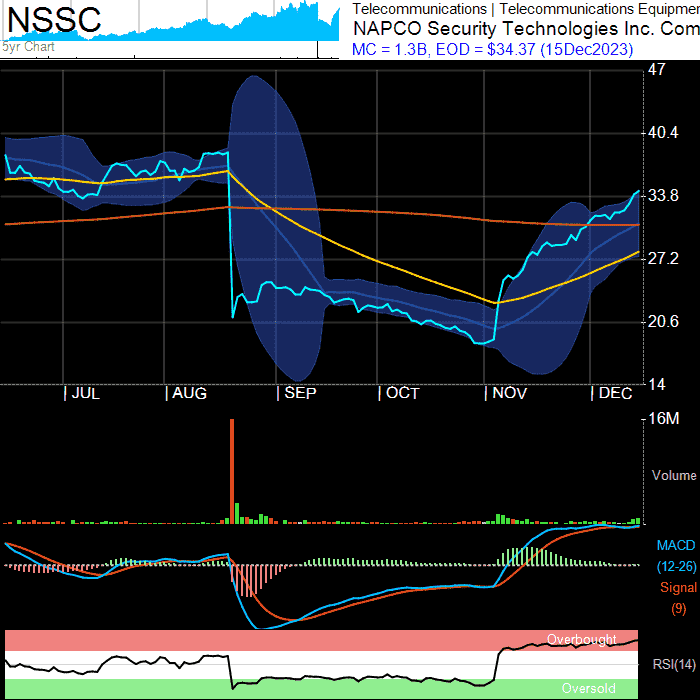 NSSC
5yr Chart
Telecommunications | Telecommunications Equipmen
NAPCO Security Technologies Inc. Com
MC = 1.3B, EOD = $34.37 (15Dec2023)
47
40.4
33.8
27.2
20.6
14
| JUL | AUG | SEP | OCT | NOV | DEC
16M
Volume
MACD
(12-26)
Signal
(9)
Overbought
RSI(14)
Oversold